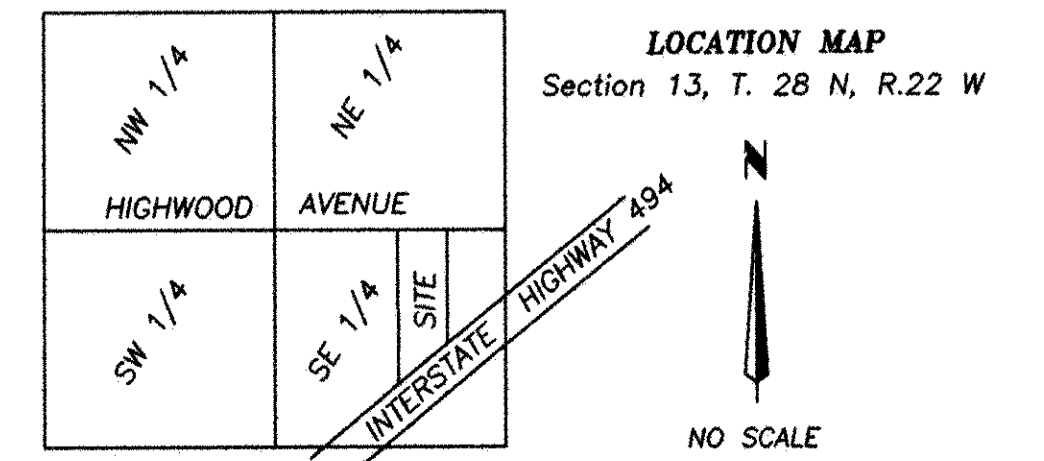 LOCATION MAP
Section 13, T. 28 N, R.22 W
NW 1/4
NE 1/4
N
HIGHWOOD AVENUE
INTERSTATE HIGHWAY 494
SW 1/4
SE 1/4
SITE
NO SCALE